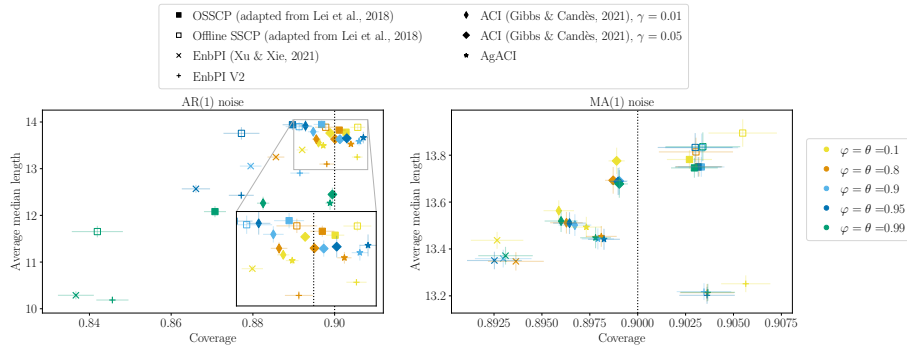 OSSCP (adapted from Lei et al., 2018)
Offline SSCP (adapted from Lei et al., 2018)
EnbPI (Xu & Xie, 2021)
EnbPI V2
ACI (Gibbs & Candès, 2021), γ = 0.01
ACI (Gibbs & Candès, 2021), γ = 0.05
AgACI
AR(1) noise
Average median length
14
13
12
11
10
0.84
0.86
0.88
0.90
Coverage
MA(1) noise
Average median length
13.8
13.6
13.4
13.2
0.8925
0.8950
0.8975
0.9000
0.9025
0.9050
0.9075
Coverage
φ = θ =0.1
φ = θ =0.8
φ = θ =0.9
φ = θ =0.95
φ = θ =0.99